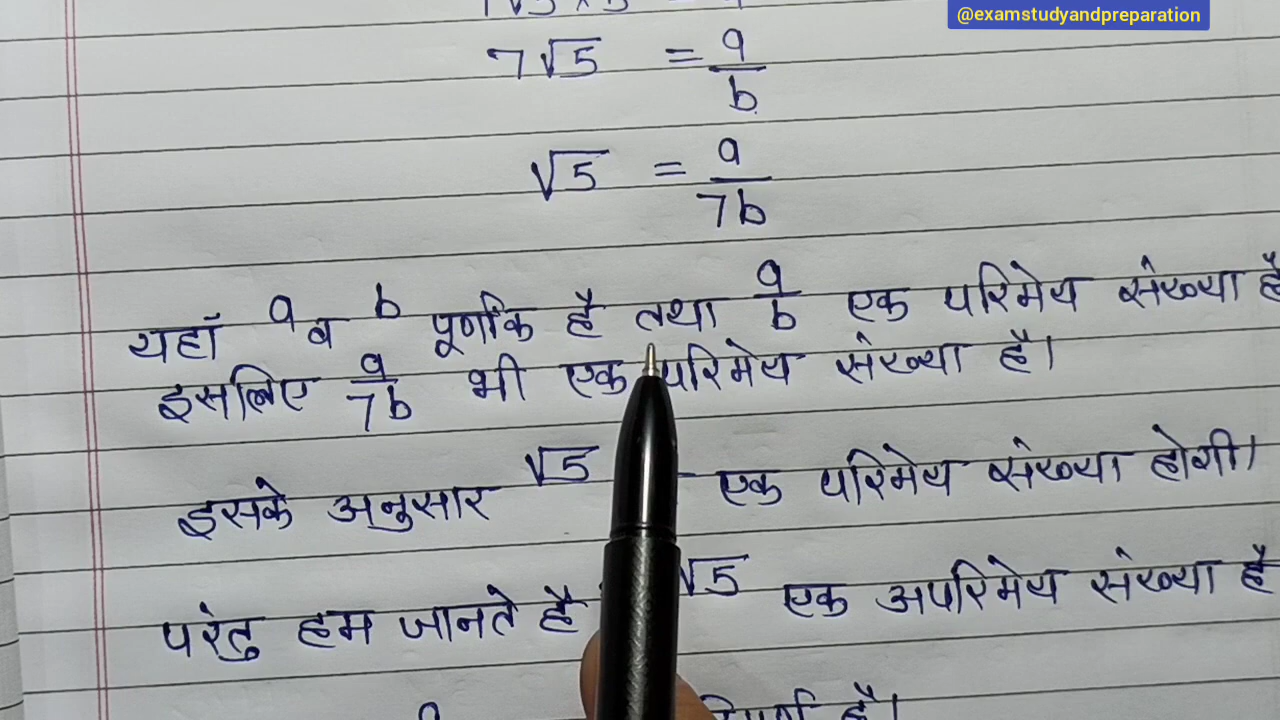 @examstudyandpreparation
7√5 = a/b
√5 = a/7b
यहाँ a व b पूर्णांक है तथा a/b एक परिमेय संख्या है
इसलिए a/7b भी एक परिमेय संख्या है।
इसके अनुसार √5 एक परिमेय संख्या होगी।
परंतु हम जानते है √5 एक अपरिमेय संख्या है
है।